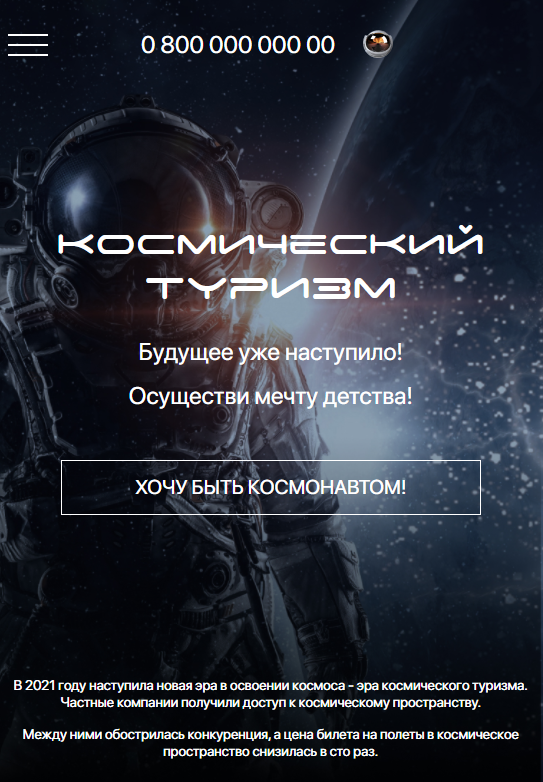 0 800 000 000 00
КОСМИЧЕСКИЙ
ТУРИЗМ
Будущее уже наступило!
Осуществи мечту детства!
ХОЧУ БЫТЬ КОСМОНАВТОМ!
В 2021 году наступила новая эра в освоении космоса - эра космического туризма.
Частные компании получили доступ к космическому пространству.
Между ними обострилась конкуренция, а цена билета на полеты в космическое
пространство снизилась в сто раз.